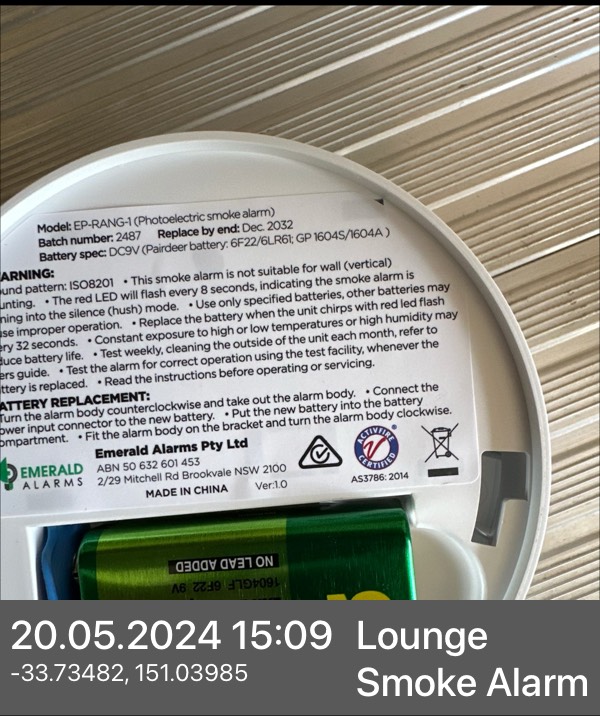 Model: EP-RANG-1 (Photoelectric smoke alarm)
Batch number: 2487 Replace by end: Dec. 2032
Battery spec: DC9V (Pairdeer battery: 6F22/6LR61; GP 1604S/1604A )
ARNING:
und pattern: ISO8201 • This smoke alarm is not suitable for wall (vertical)
unting. • The red LED will flash every 8 seconds, indicating the smoke alarm is
ning into the silence (hush) mode. • Use only specified batteries, other batteries may
se improper operation. • Replace the battery when the unit chirps with red led flash
ry 32 seconds. • Constant exposure to high or low temperatures or high humidity may
duce battery life. • Test weekly, cleaning the outside of the unit each month, refer to
ers guide. • Test the alarm for correct operation using the test facility, whenever the
ttery is replaced. • Read the instructions before operating or servicing.
ATTERY REPLACEMENT:
Turn the alarm body counterclockwise and take out the alarm body. • Connect the
ower input connector to the new battery. • Put the new battery into the battery
ompartment. • Fit the alarm body on the bracket and turn the alarm body clockwise.
Emerald Alarms Pty Ltd
ABN 50 632 601 453
2/29 Mitchell Rd Brookvale NSW 2100
MADE IN CHINA Ver:1.0
EMERALD
ALARMS
ACTIVFIRE
CERTIFIED
AS3786: 2014
NO LEAD ADDED
1604GLF 6F22 9V
20.05.2024 15:09
-33.73482, 151.03985
Lounge
Smoke Alarm